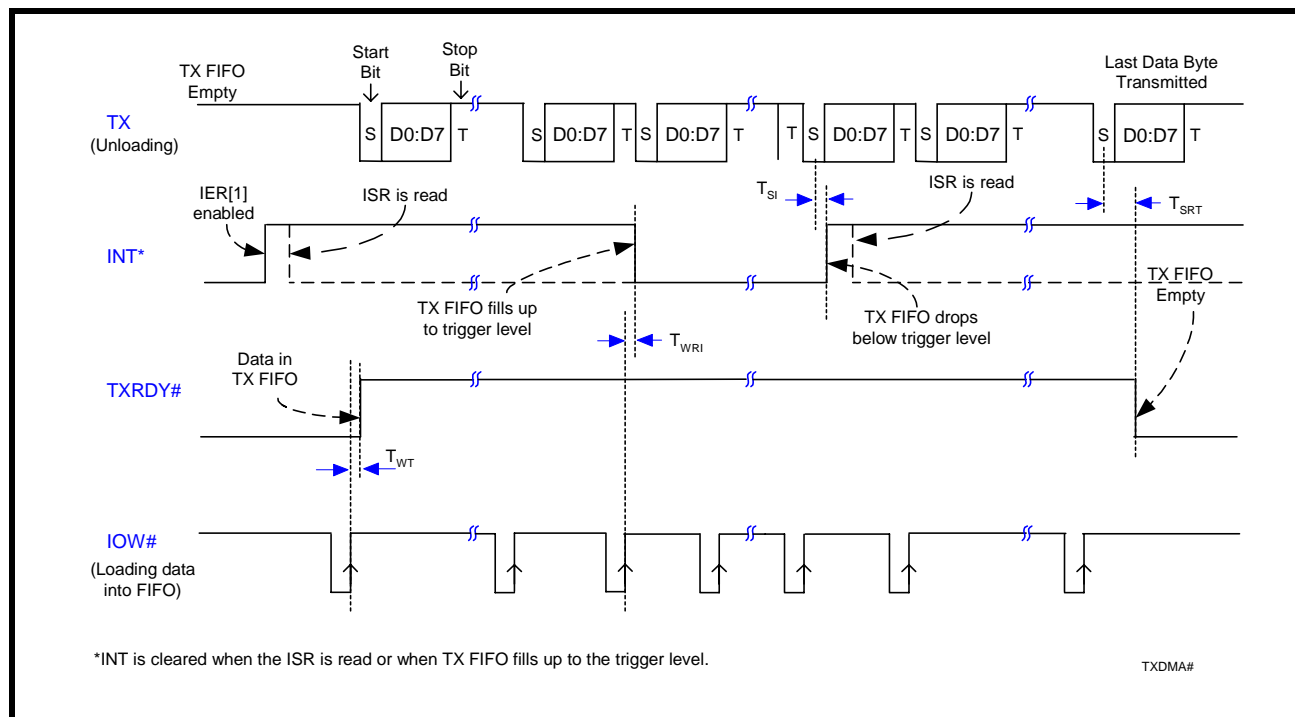 Start
Bit
Stop
Bit
TX FIFO
Empty
Last Data Byte
Transmitted
TX
(Unloading)
S D0:D7 T S D0:D7 T S D0:D7 T T S D0:D7 T S D0:D7 T S D0:D7 T
IER[1]
enabled
ISR is read
TSI
ISR is read
TSRT
INT*
TX FIFO fills up
to trigger level
TX FIFO drops
below trigger level
TX FIFO
Empty
TWRI
Data in
TX FIFO
TXRDY#
TWT
IOW#
(Loading data
into FIFO)
*INT is cleared when the ISR is read or when TX FIFO fills up to the trigger level.
TXDMA#